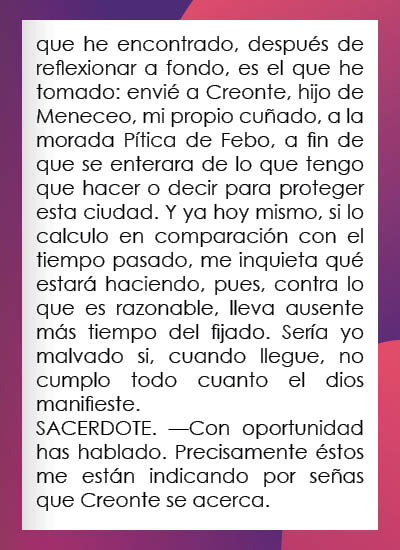 que he encontrado, después de
reflexionar a fondo, es el que he
tomado: envié a Creonte, hijo de
Meneceo, mi propio cuñado, a la
morada Pítica de Febo, a fin de
que se enterara de lo que tengo
que hacer o decir para proteger
esta ciudad. Y ya hoy mismo, si lo
calculo en comparación con el
tiempo pasado, me inquieta qué
estará haciendo, pues, contra lo
que es razonable, lleva ausente
más tiempo del fijado. Sería yo
malvado si, cuando llegue, no
cumplo todo cuanto el dios
manifieste.
SACERDOTE. —Con oportunidad
has hablado. Precisamente éstos
me están indicando por señas
que Creonte se acerca.